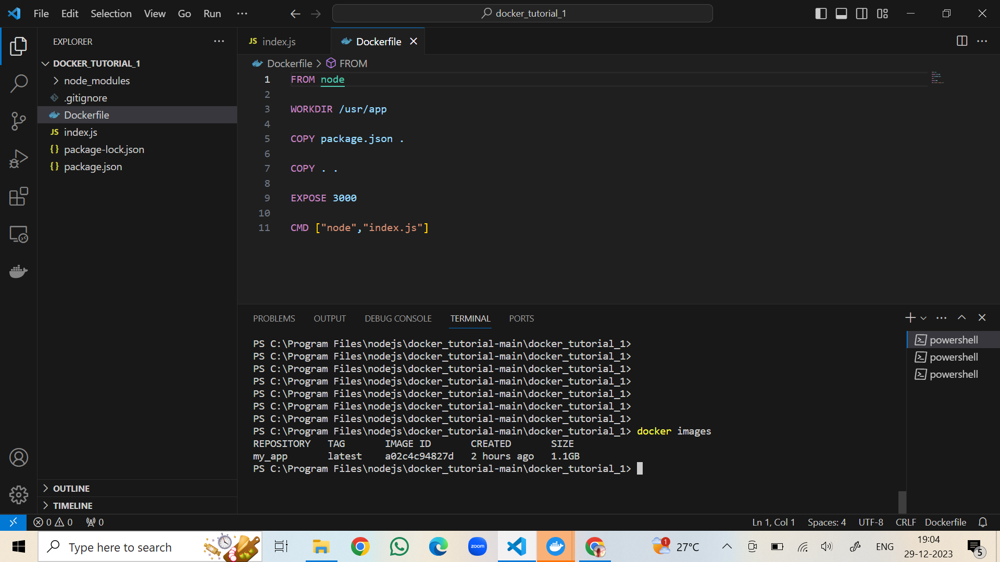 File Edit Selection View Go Run ··· docker_tutorial_1
EXPLORER
DOCKER_TUTORIAL_1
node_modules
.gitignore
Dockerfile
JS index.js
{} package-lock.json
{} package.json
OUTLINE
TIMELINE
JS index.js Dockerfile
Dockerfile > FROM
1 FROM node
2
3 WORKDIR /usr/app
4
5 COPY package.json .
6
7 COPY . .
8
9 EXPOSE 3000
10
11 CMD ["node","index.js"]
PROBLEMS OUTPUT DEBUG CONSOLE TERMINAL PORTS
PS C:\Program Files\nodejs\docker_tutorial-main\docker_tutorial_1>
PS C:\Program Files\nodejs\docker_tutorial-main\docker_tutorial_1>
PS C:\Program Files\nodejs\docker_tutorial-main\docker_tutorial_1>
PS C:\Program Files\nodejs\docker_tutorial-main\docker_tutorial_1>
PS C:\Program Files\nodejs\docker_tutorial-main\docker_tutorial_1>
PS C:\Program Files\nodejs\docker_tutorial-main\docker_tutorial_1>
PS C:\Program Files\nodejs\docker_tutorial-main\docker_tutorial_1>
PS C:\Program Files\nodejs\docker_tutorial-main\docker_tutorial_1> docker images
REPOSITORY TAG IMAGE ID CREATED SIZE
my_app latest a02c4c94827d 2 hours ago 1.1GB
PS C:\Program Files\nodejs\docker_tutorial-main\docker_tutorial_1>
powershell
powershell
powershell
0 0 0 Ln 1, Col 1 Spaces: 4 UTF-8 CRLF Dockerfile
Type here to search zoom 1 27°C ENG 19:04
29-12-2023 5